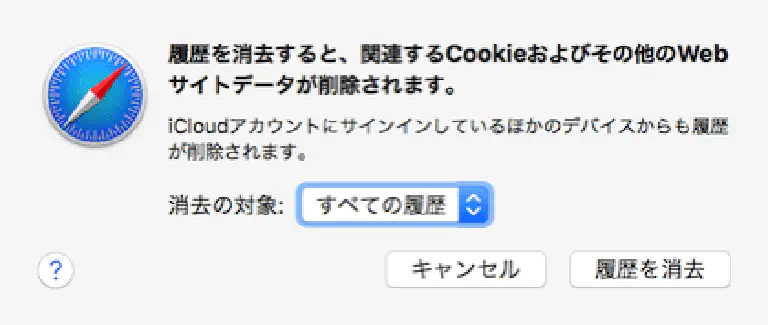 履歴を消去すると、関連するCookieおよびその他のWeb
サイトデータが削除されます。
iCloudアカウントにサインインしているほかのデバイスからも履歴
が削除されます。
消去の対象: すべての履歴
? キャンセル 履歴を消去